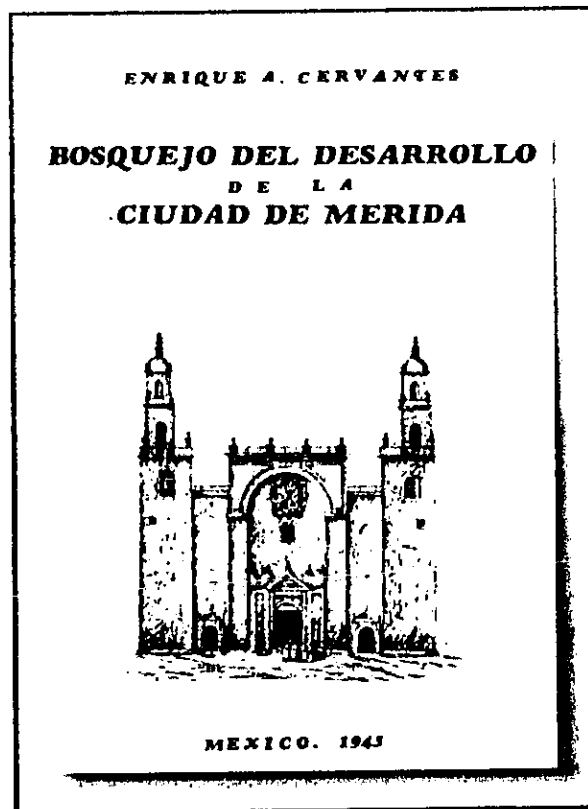 ENRIQUE A. CERVANTES
BOSQUEJO DEL DESARROLLO
DE LA
CIUDAD DE MERIDA
MEXICO. 1945